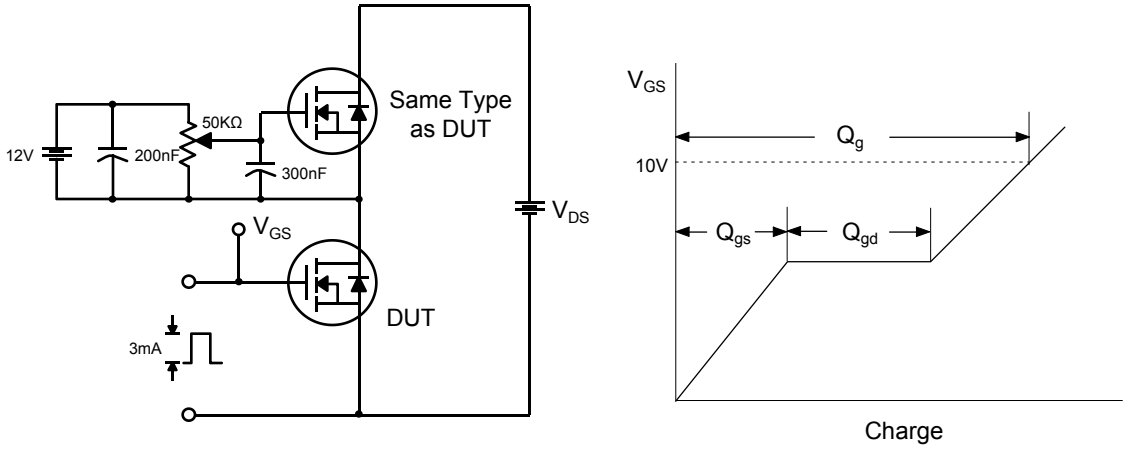 Same Type
as DUT
50KΩ
12V
200nF
300nF
V_GS
V_DS
DUT
3mA
V_GS
Q_g
10V
Q_gs
Q_gd
Charge